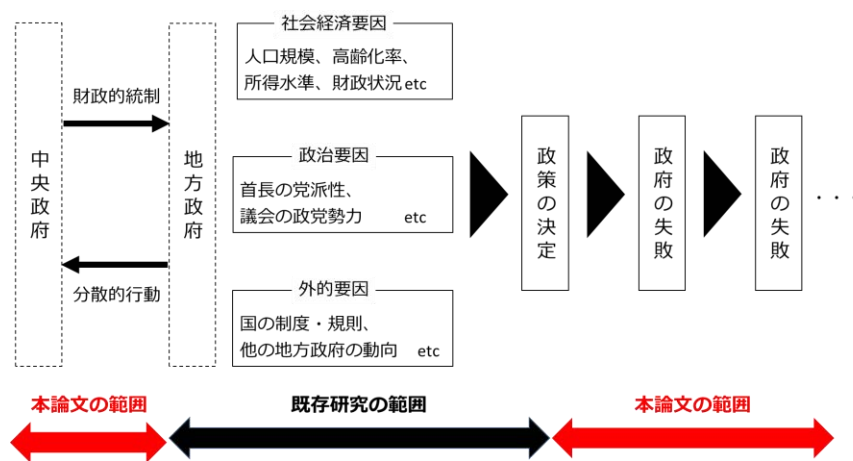 社会経済要因
人口規模、高齢化率、
所得水準、財政状況 etc
財政的統制
中央政府
地方政府
政治要因
首長の党派性、
議会の政党勢力 etc
政策の決定
政府の失敗
政府の失敗
・・・
分散的行動
外的要因
国の制度・規則、
他の地方政府の動向 etc
本論文の範囲
既存研究の範囲
本論文の範囲